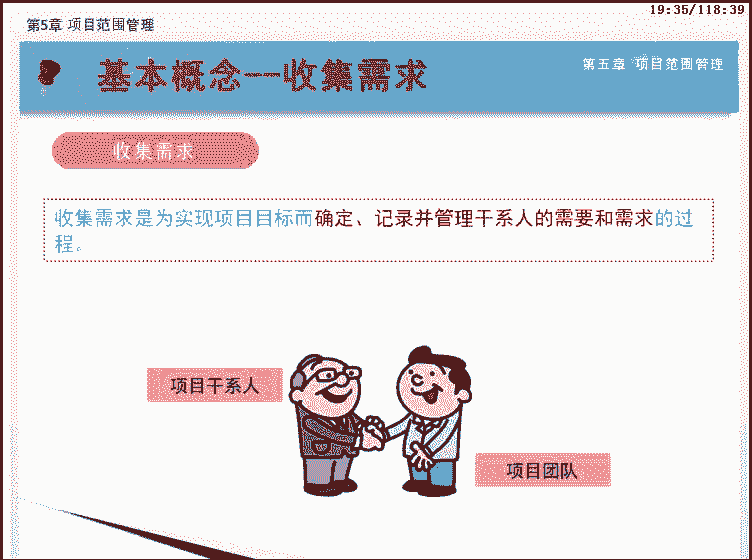 19:35/118:39
第5章 项目范围管理
基本概念—收集需求
第五章 项目范围管理
收集需求
收集需求是为实现项目目标而确定、记录并管理干系人的需要和需求的过
程。
项目干系人
项目团队